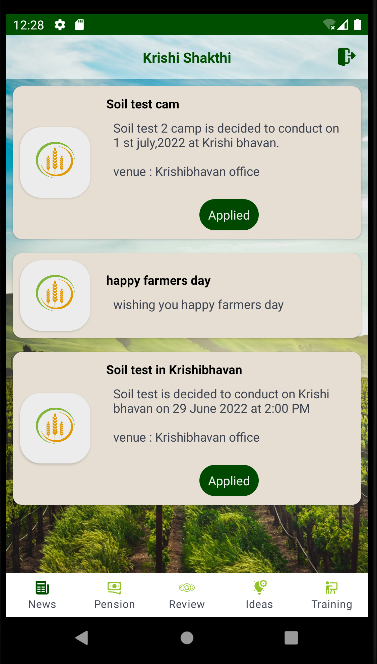 12:28
Krishi Shakthi
Soil test cam
Soil test 2 camp is decided to conduct on
1 st july,2022 at Krishi bhavan.
venue : Krishibhavan office
Applied
happy farmers day
wishing you happy farmers day
Soil test in Krishibhavan
Soil test is decided to conduct on Krishi
bhavan on 29 June 2022 at 2:00 PM
venue : Krishibhavan office
Applied
News
Pension
Review
Ideas
Training